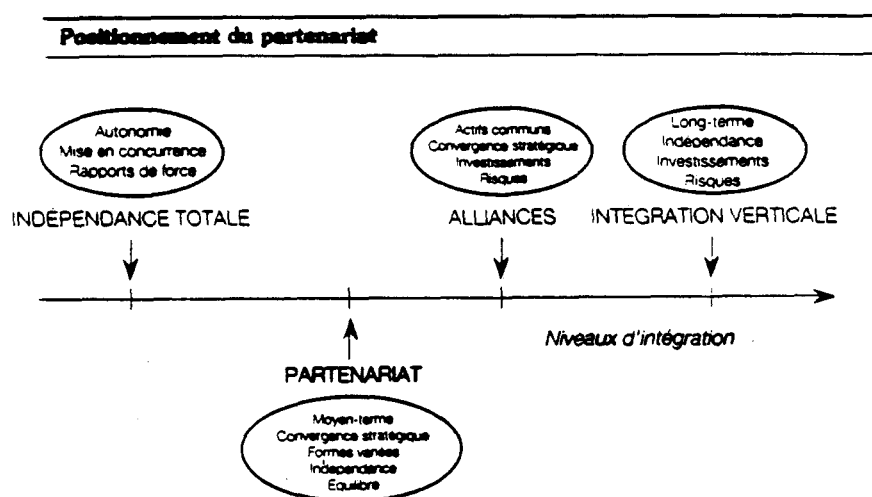 Positionnement du partenariat
Autonomie
Mise en concurrence
Rapports de force
INDÉPENDANCE TOTALE
Actifs communs
Convergence stratégique
Investissements
Risques
ALLIANCES
Long-terme
Indépendance
Investissements
Risques
INTEGRATION VERTICALE
Niveaux d'intégration
PARTENARIAT
Moyen-terme
Convergence stratégique
Formes variées
Indépendance
Équilibre